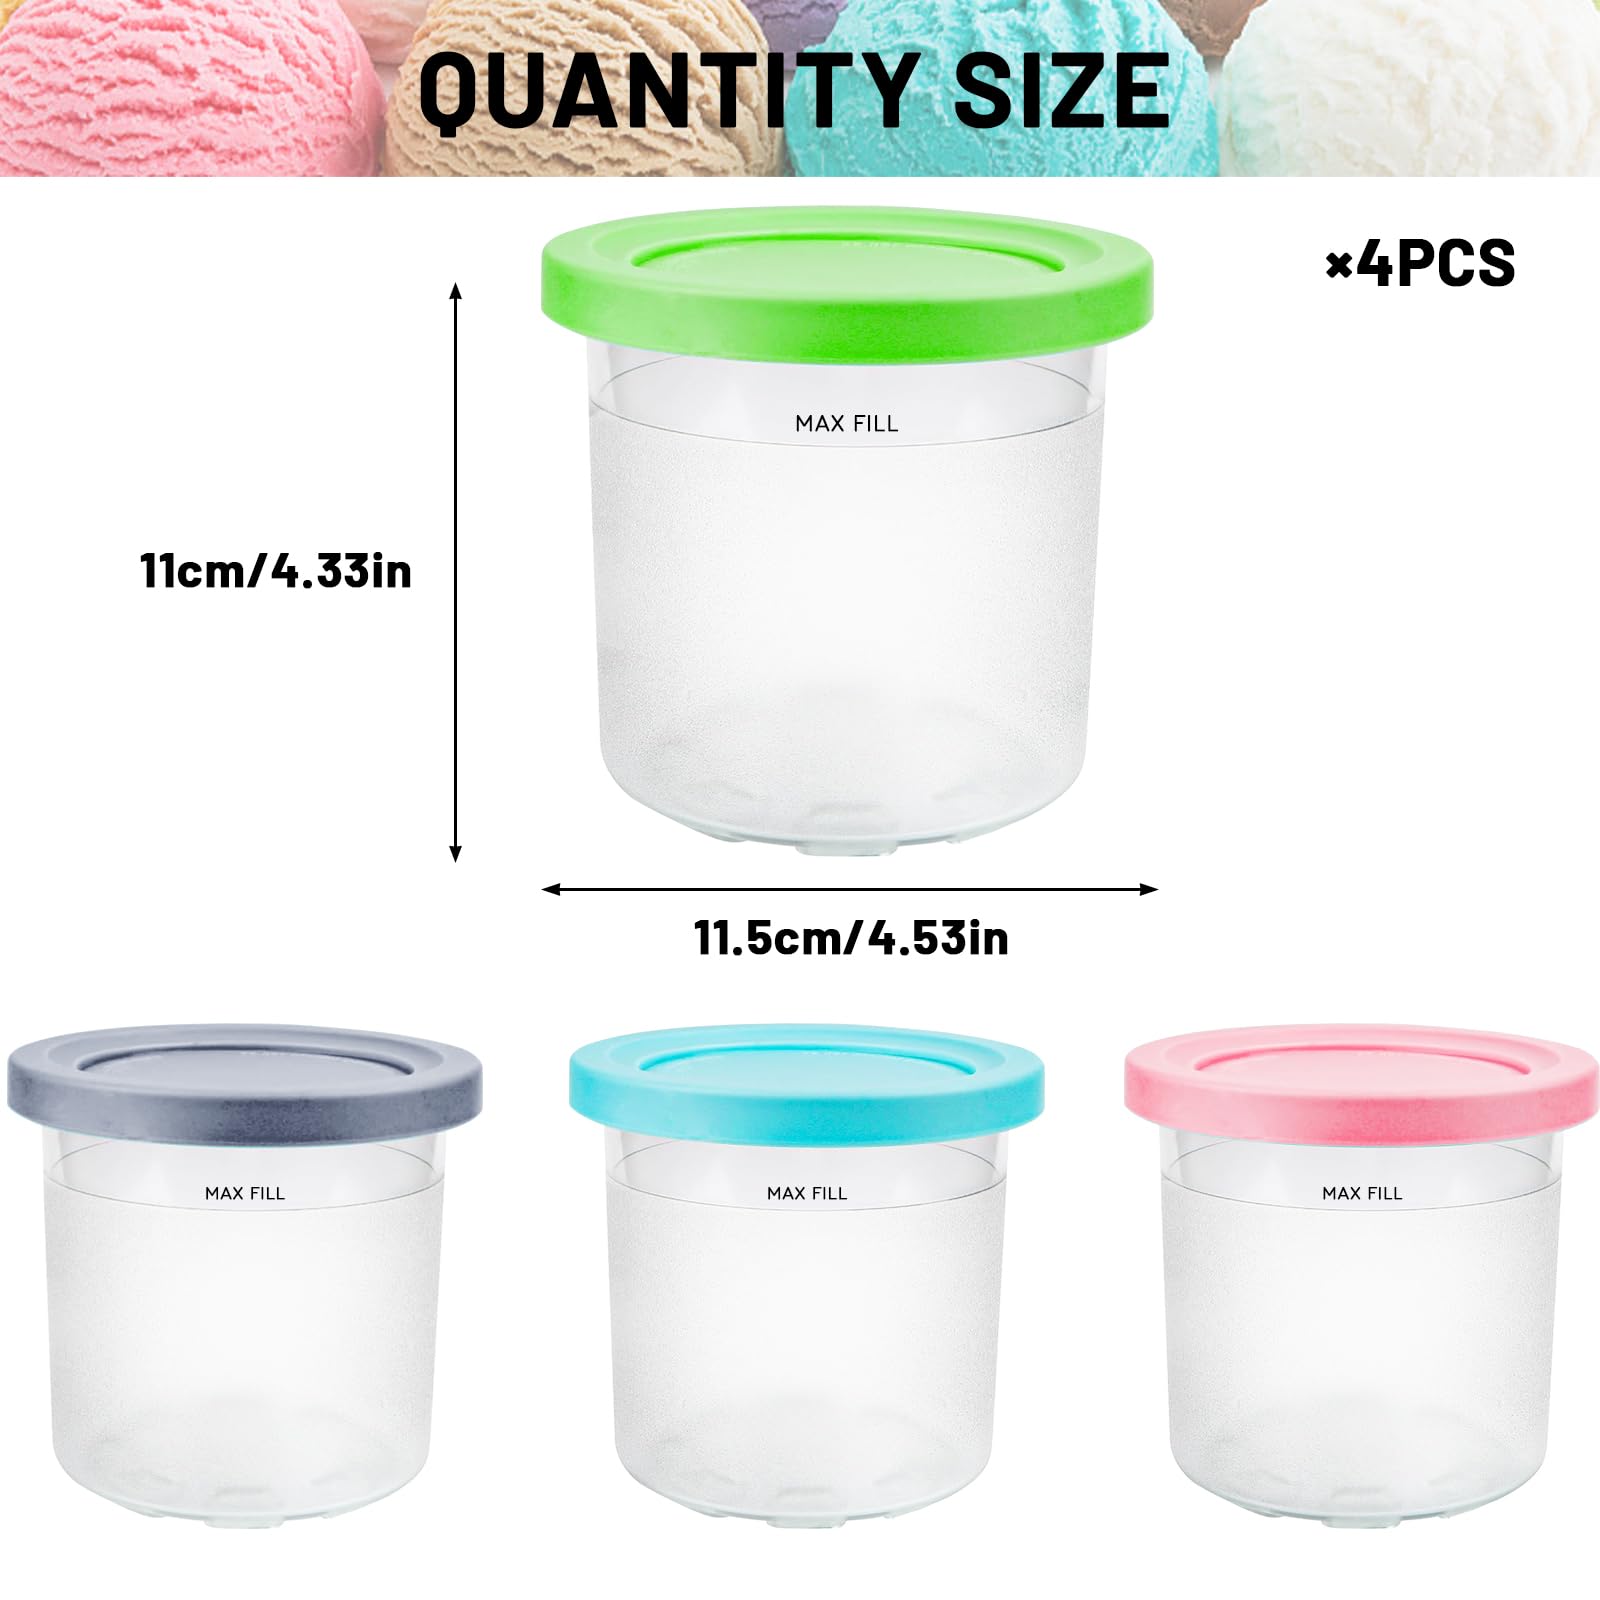 QUANTITY SIZE
×4PCS
MAX FILL
11cm/4.33in
11.5cm/4.53in
MAX FILL
MAX FILL
MAX FILL